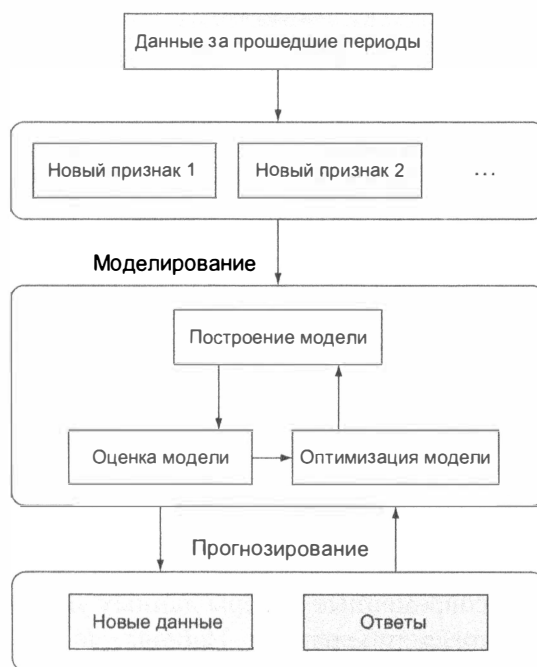 Данные за прошедшие периоды
Новый признак 1
Новый признак 2
...
Моделирование
Построение модели
Оценка модели
Оптимизация модели
Прогнозирование
Новые данные
Ответы